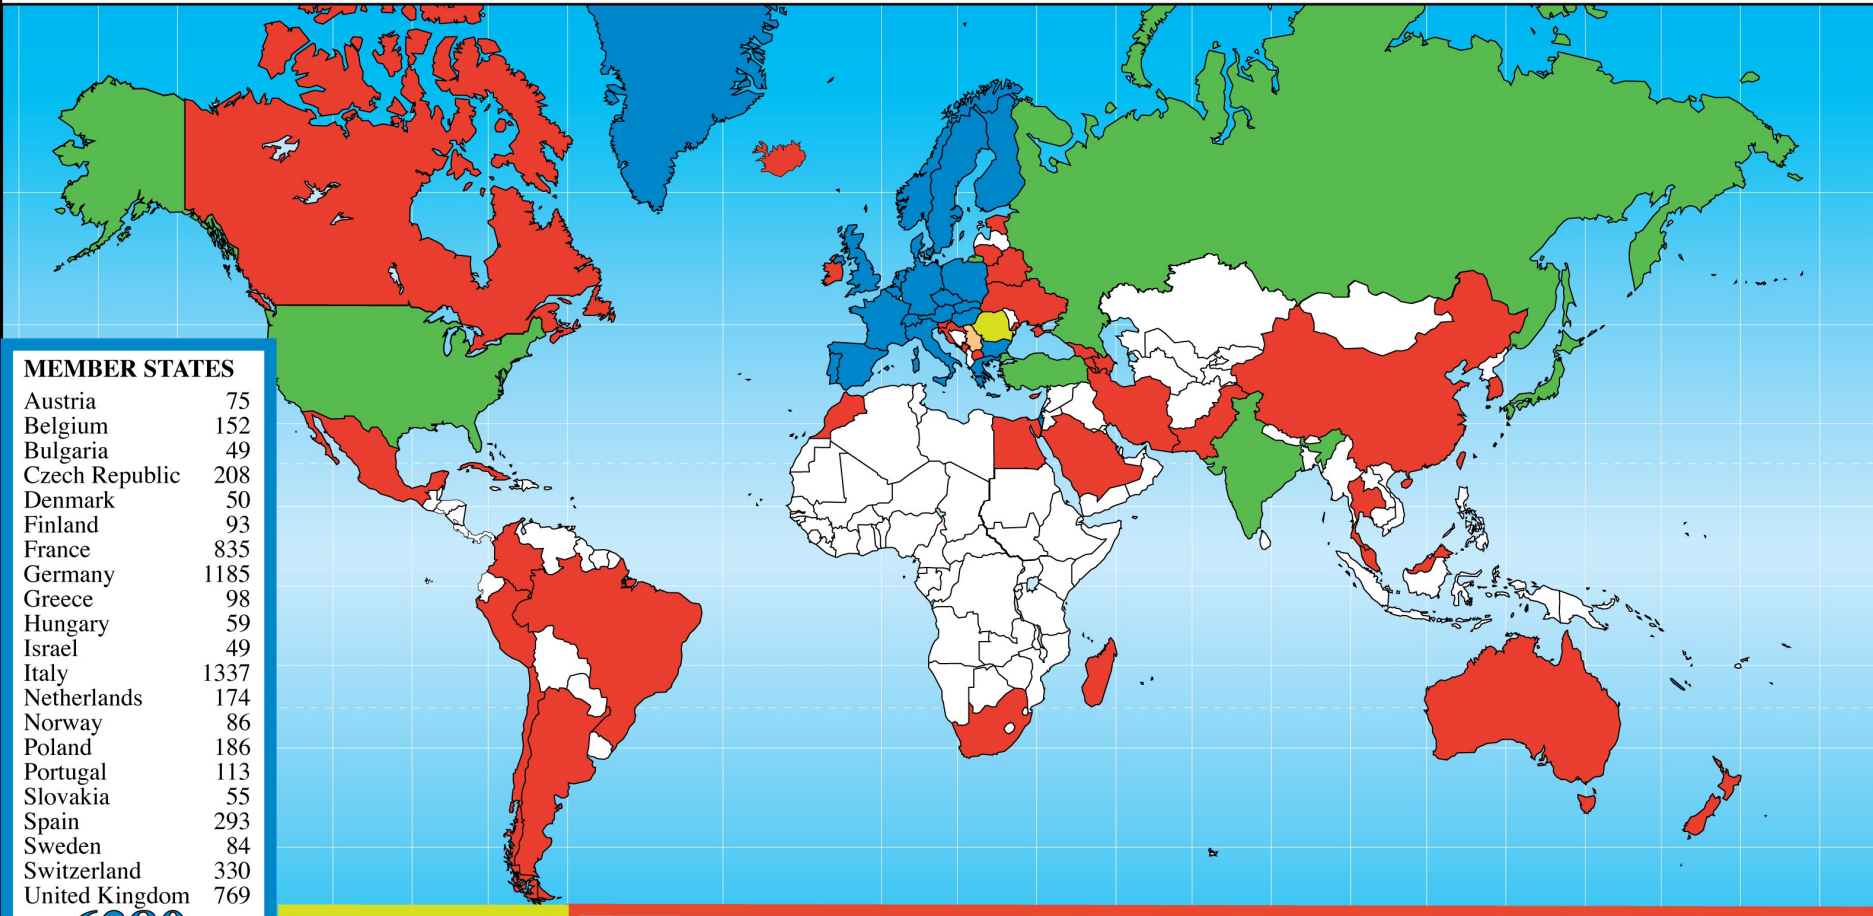 MEMBER STATES
Austria 75
Belgium 152
Bulgaria 49
Czech Republic 208
Denmark 50
Finland 93
France 835
Germany 1185
Greece 98
Hungary 59
Israel 49
Italy 1337
Netherlands 174
Norway 86
Poland 186
Portugal 113
Slovakia 55
Spain 293
Sweden 84
Switzerland 330
United Kingdom 769